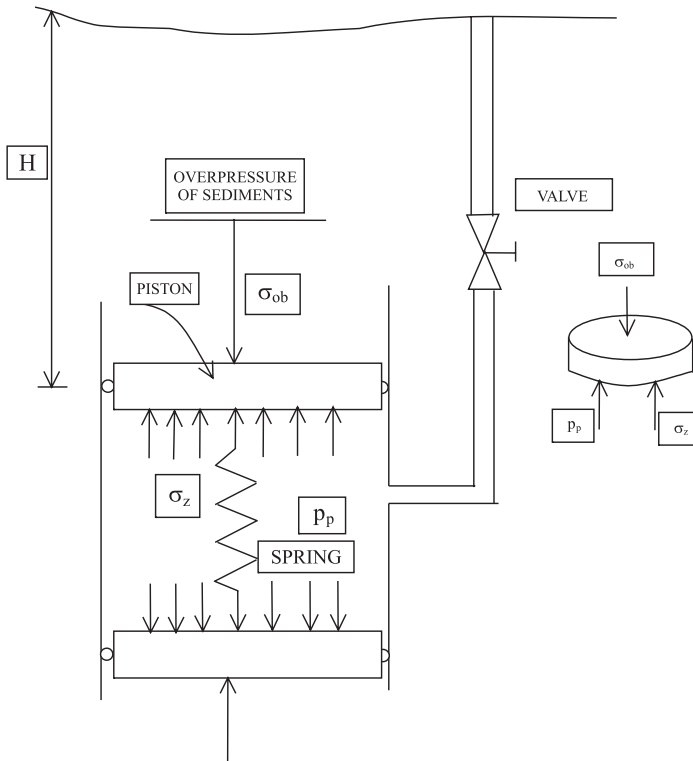 H
OVERPRESSURE
OF SEDIMENTS
VALVE
PISTON
σob
σob
pp
σz
σz
pp
SPRING